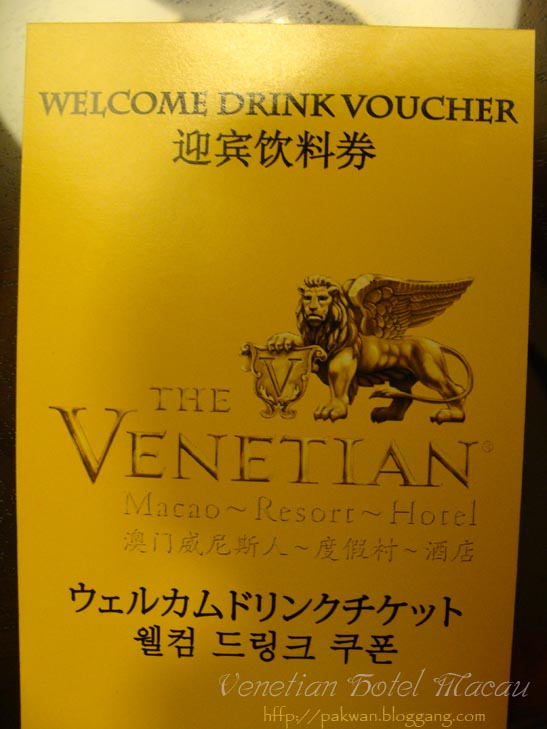 WELCOME DRINK VOUCHER
迎宾饮料券
V
THE
VENETIAN®
Macao~Resort~Hotel
澳门威尼斯人~度假村~酒店
ウェルカムドリンクチケット
웰컴 드링크 쿠폰
Venetian Hotel Macau
http://pakwan.bloggang.com